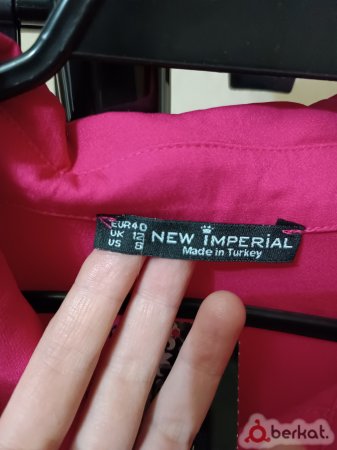 EUR 40
UK 12
US 8
NEW IMPERIAL
Made in Turkey
berkat.